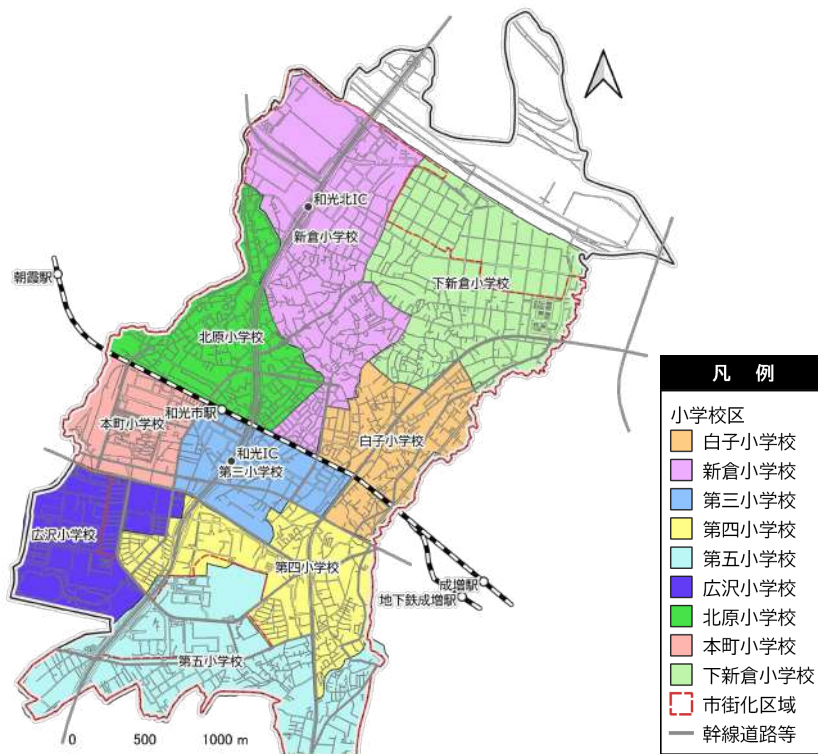 和光北IC
新倉小学校
朝霞駅
下新倉小学校
北原小学校
和光市駅
本町小学校
白子小学校
和光IC
第三小学校
広沢小学校
第四小学校
成増駅
地下鉄成増駅
第五小学校
0 500 1000 m
凡 例
小学校区
白子小学校
新倉小学校
第三小学校
第四小学校
第五小学校
広沢小学校
北原小学校
本町小学校
下新倉小学校
市街化区域
幹線道路等